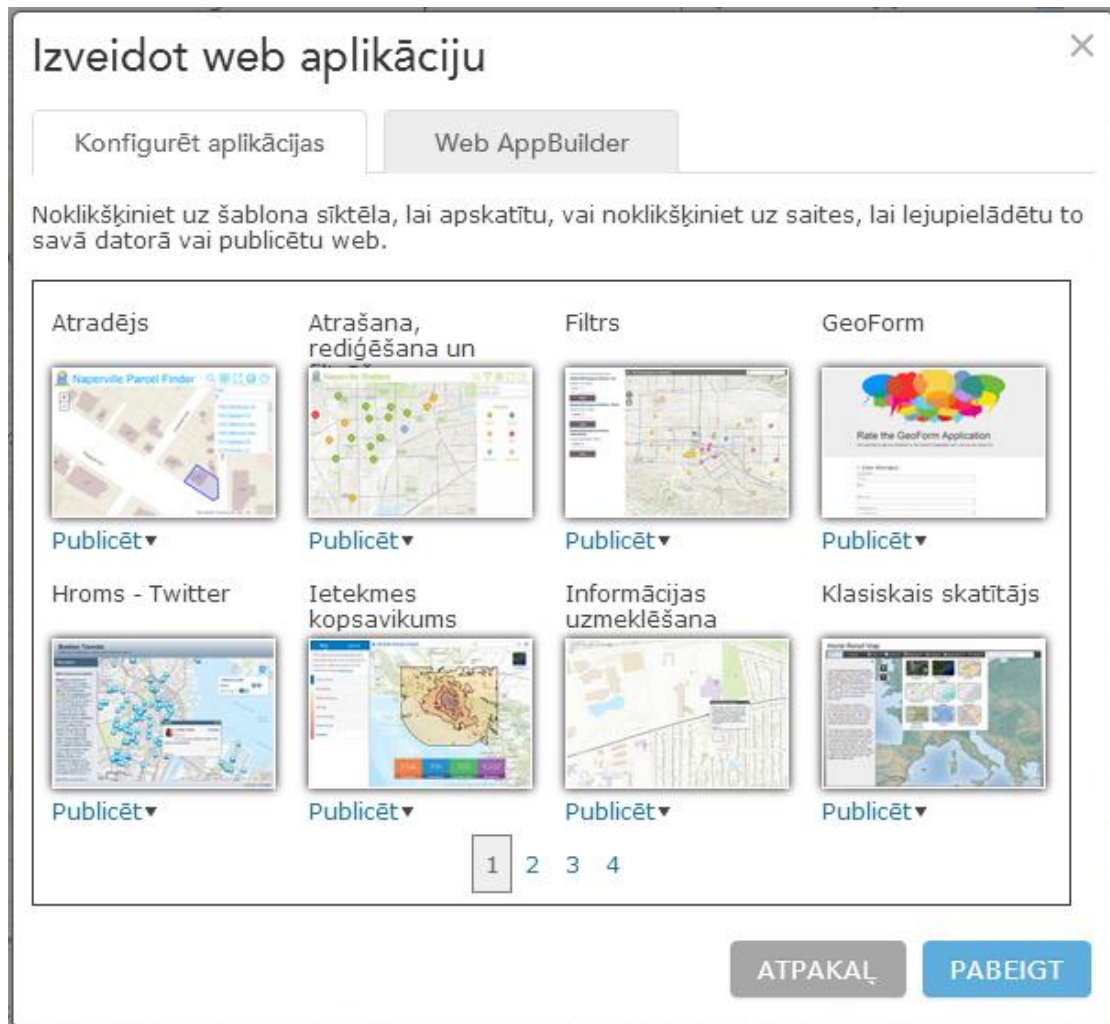 Izveidot web aplikāciju
Konfigurēt aplikācijas
Web AppBuilder
Noklikšķiniet uz šablona sīktēla, lai apskatītu, vai noklikšķiniet uz saites, lai lejupielādētu to
savā datorā vai publicētu web.
Atradējs
Atrašana,
rediģēšana un
Filtrs
GeoForm
Naperville Parcel Finder
Rate the GeoForm Application
Publicēt
Publicēt
Publicēt
Publicēt
Hroms - Twitter
Ietekmes
kopsavikums
Informācijas
uzmeklēšana
Klasiskais skatītājs
Publicēt
Publicēt
Publicēt
Publicēt
1 2 3 4
ATPAKAĻ
PABEIGT